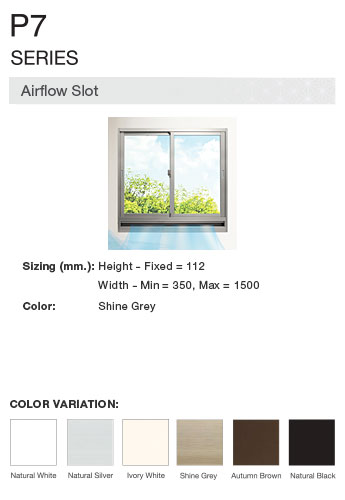 P7
SERIES
Airflow Slot
Sizing (mm.): Height - Fixed = 112
Width - Min = 350, Max = 1500
Color: Shine Grey
COLOR VARIATION:
Natural White Natural Silver Ivory White Shine Grey Autumn Brown Natural Black